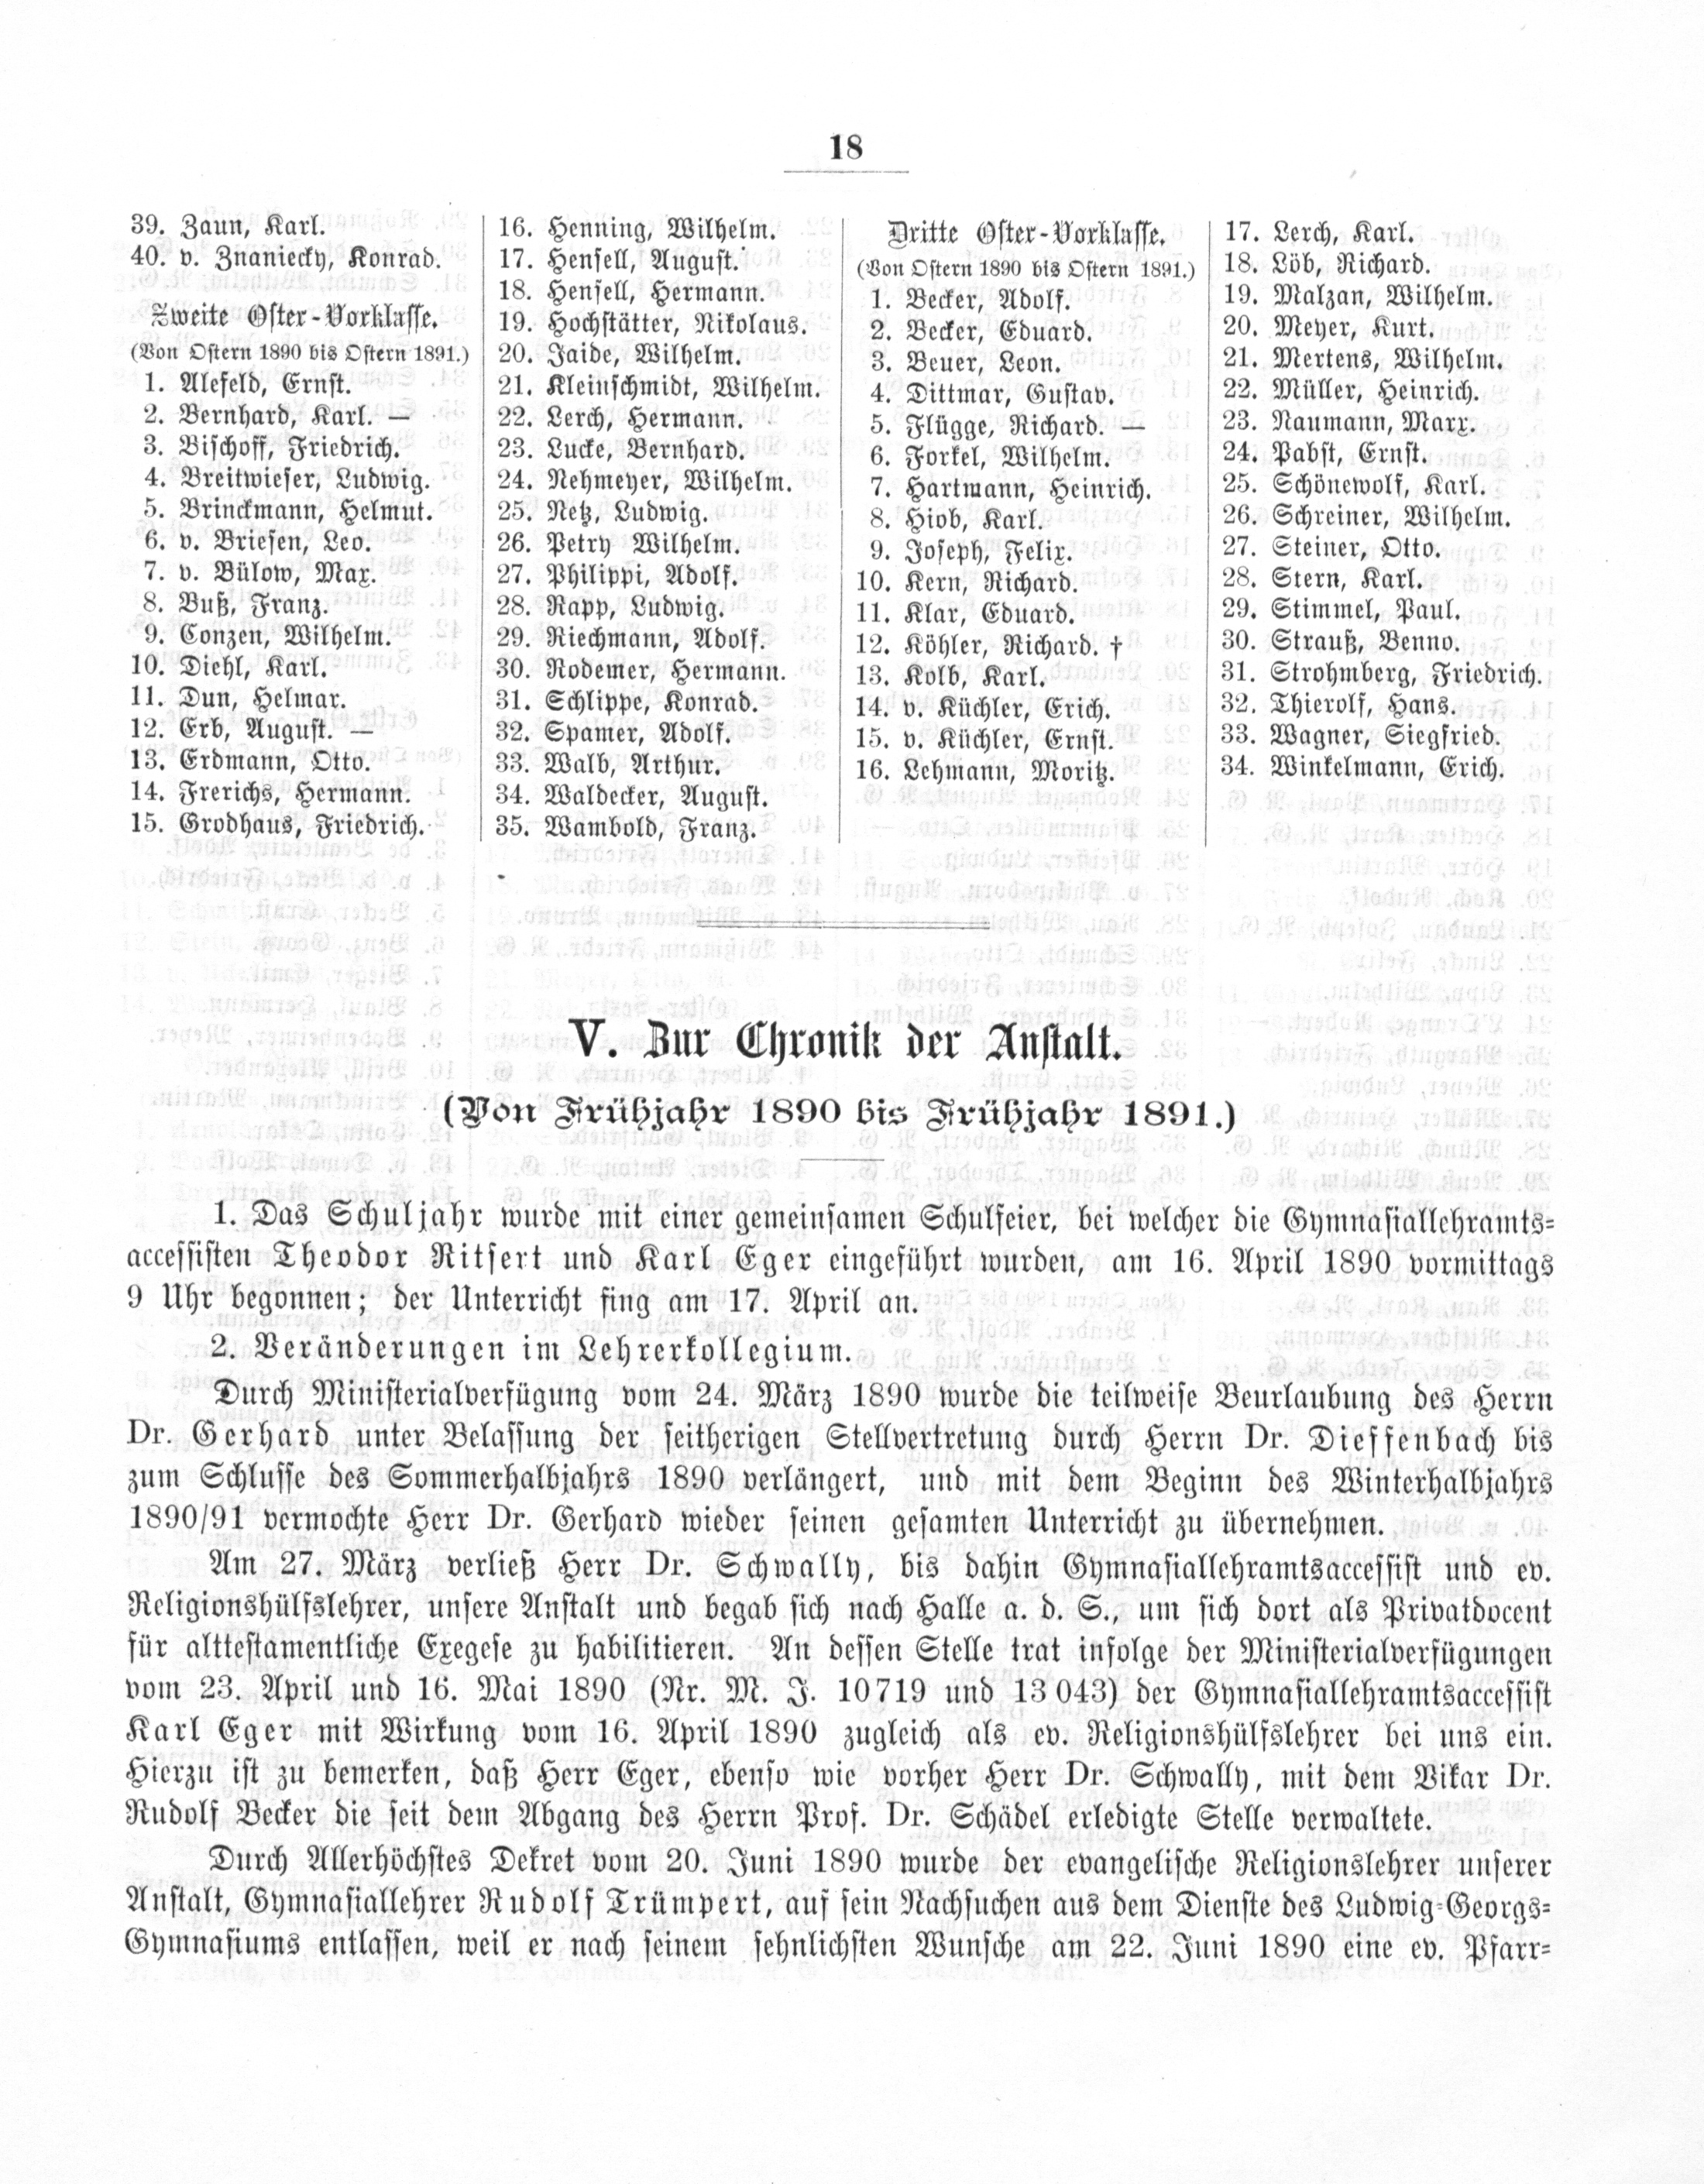 18
39. Zaun, Karl.
40. v. Znaniecky, Konrad.
Zweite Oster-Vorklasse.
(Von Ostern 1890 bis Ostern 1891.)
1. Alefeld, Ernst.
2. Bernhard, Karl. —
3. Bischoff, Friedrich.
4. Breitwieser, Ludwig.
5. Brinckmann, Helmut.
6. v. Briesen, Leo.
7. v. Bülow, Max.
8. Buß, Franz.
9. Conzen, Wilhelm.
10. Diehl, Karl.
11. Dun, Helmar.
12. Erb, August. —
13. Erdmann, Otto.
14. Frerichs, Hermann.
15. Grodhaus, Friedrich.
16. Henning, Wilhelm.
17. Hensell, August.
18. Hensell, Hermann.
19. Hochstätter, Nikolaus.
20. Jaide, Wilhelm.
21. Kleinschmidt, Wilhelm.
22. Lerch, Hermann.
23. Lucke, Bernhard.
24. Nehmeyer, Wilhelm.
25. Netz, Ludwig.
26. Petry Wilhelm.
27. Philippi, Adolf.
28. Rapp, Ludwig.
29. Riechmann, Adolf.
30. Rodemer, Hermann.
31. Schlippe, Konrad.
32. Spamer, Adolf.
33. Walb, Arthur.
34. Waldecker, August.
35. Wambold, Franz.
Dritte Oster-Vorklasse.
(Von Ostern 1890 bis Ostern 1891.)
1. Becker, Adolf.
2. Becker, Eduard.
3. Beuer, Leon.
4. Dittmar, Gustav.
5. Flügge, Richard. —
6. Forkel, Wilhelm.
7. Hartmann, Heinrich.
8. Hiob, Karl.
9. Joseph, Felix.
10. Kern, Richard.
11. Klar, Eduard.
12. Köhler, Richard. †
13. Kolb, Karl.
14. v. Küchler, Erich.
15. v. Küchler, Ernst.
16. Lehmann, Moritz.
17. Lerch, Karl.
18. Löb, Richard.
19. Malzan, Wilhelm.
20. Meyer, Kurt.
21. Mertens, Wilhelm.
22. Müller, Heinrich.
23. Naumann, Marx.
24. Pabst, Ernst.
25. Schönewolf, Karl.
26. Schreiner, Wilhelm.
27. Steiner, Otto.
28. Stern, Karl.
29. Stimmel, Paul.
30. Strauß, Benno.
31. Strohmberg, Friedrich.
32. Thierolf, Hans.
33. Wagner, Siegfried.
34. Winkelmann, Erich.
V. Zur Chronik der Anstalt.
(Von Frühjahr 1890 bis Frühjahr 1891.)
1. Das Schuljahr wurde mit einer gemeinsamen Schulfeier, bei welcher die Gymnasiallehramts-
accessisten Theodor Ritsert und Karl Eger eingeführt wurden, am 16. April 1890 vormittags
9 Uhr begonnen; der Unterricht fing am 17. April an.
2. Veränderungen im Lehrerkollegium.
Durch Ministerialverfügung vom 24. März 1890 wurde die teilweise Beurlaubung des Herrn
Dr. Gerhard unter Belassung der seitherigen Stellvertretung durch Herrn Dr. Dieffenbach bis
zum Schlusse des Sommerhalbjahrs 1890 verlängert, und mit dem Beginn des Winterhalbjahrs
1890/91 vermochte Herr Dr. Gerhard wieder seinen gesamten Unterricht zu übernehmen.
Am 27. März verließ Herr Dr. Schwally, bis dahin Gymnasiallehramtsaccessist und ev.
Religionshülfslehrer, unsere Anstalt und begab sich nach Halle a. d. S., um sich dort als Privatdocent
für alttestamentliche Exegese zu habilitieren. An dessen Stelle trat infolge der Ministerialverfügungen
vom 23. April und 16. Mai 1890 (Nr. M. J. 10719 und 13043) der Gymnasiallehramtsaccessist
Karl Eger mit Wirkung vom 16. April 1890 zugleich als ev. Religionshülfslehrer bei uns ein.
Hierzu ist zu bemerken, daß Herr Eger, ebenso wie vorher Herr Dr. Schwally, mit dem Vikar Dr.
Rudolf Becker die seit dem Abgang des Herrn Prof. Dr. Schädel erledigte Stelle verwaltete.
Durch Allerhöchstes Dekret vom 20. Juni 1890 wurde der evangelische Religionslehrer unserer
Anstalt, Gymnasiallehrer Rudolf Trümpert, auf sein Nachsuchen aus dem Dienste des Ludwig-Georgs-
Gymnasiums entlassen, weil er nach seinem sehnlichsten Wunsche am 22. Juni 1890 eine ev. Pfarr-